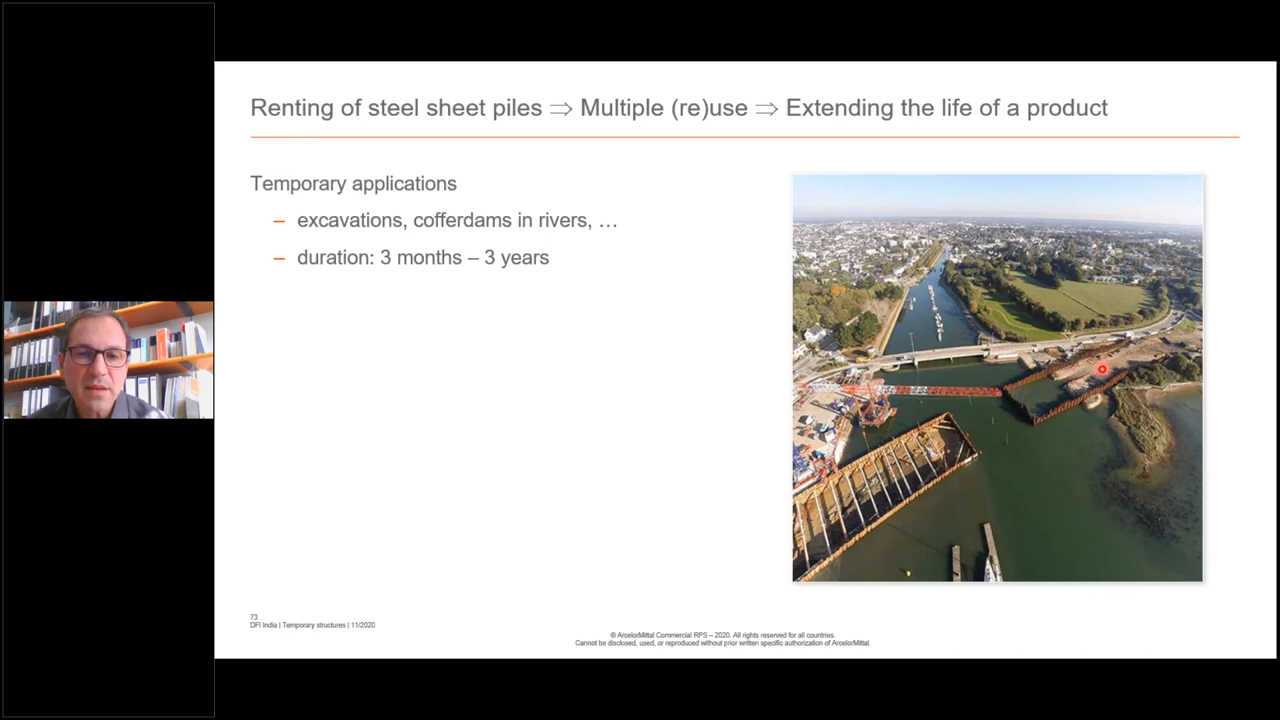 Renting of steel sheet piles ⇒ Multiple (re)use ⇒ Extending the life of a product
Temporary applications
– excavations, cofferdams in rivers, …
– duration: 3 months – 3 years
73
DFI India | Temporary structures | 11/2020
© ArcelorMittal Commercial RPS – 2020. All rights reserved for all countries.
Cannot be disclosed, used, or reproduced without prior written specific authorization of ArcelorMittal.